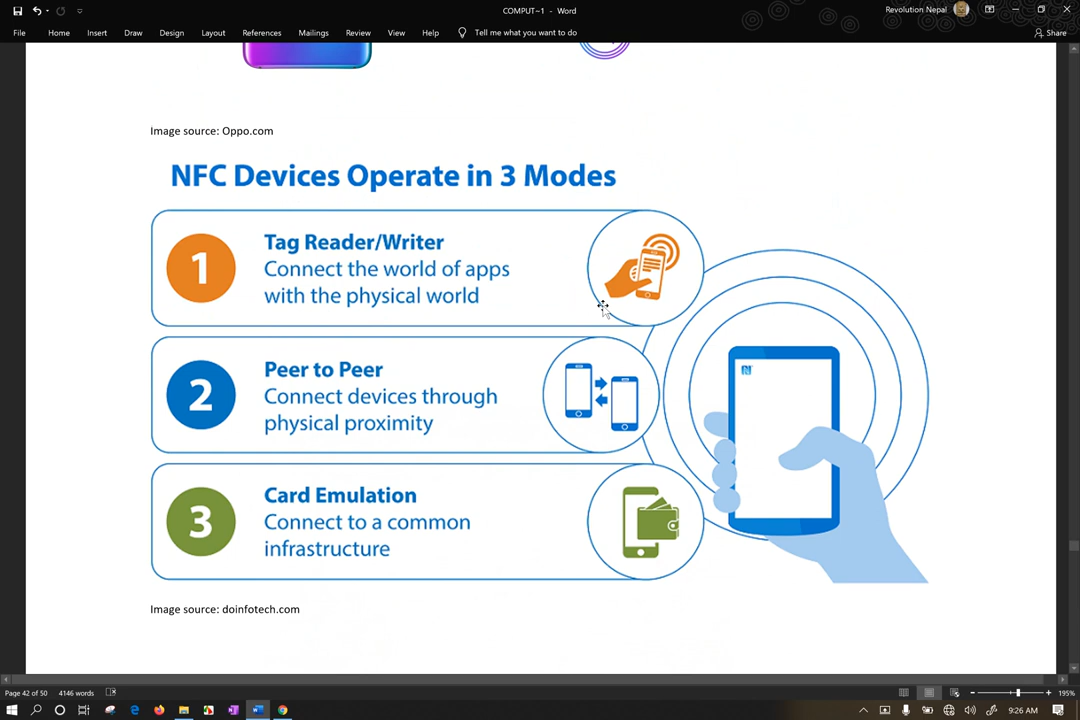 COMPUT~1 - Word
Revolution Nepal
File Home Insert Draw Design Layout References Mailings Review View Help Tell me what you want to do Share
Image source: Oppo.com
NFC Devices Operate in 3 Modes
1
Tag Reader/Writer
Connect the world of apps
with the physical world
2
Peer to Peer
Connect devices through
physical proximity
3
Card Emulation
Connect to a common
infrastructure
N
Image source: doinfotech.com
Page 42 of 50 4146 words
195%
9:26 AM